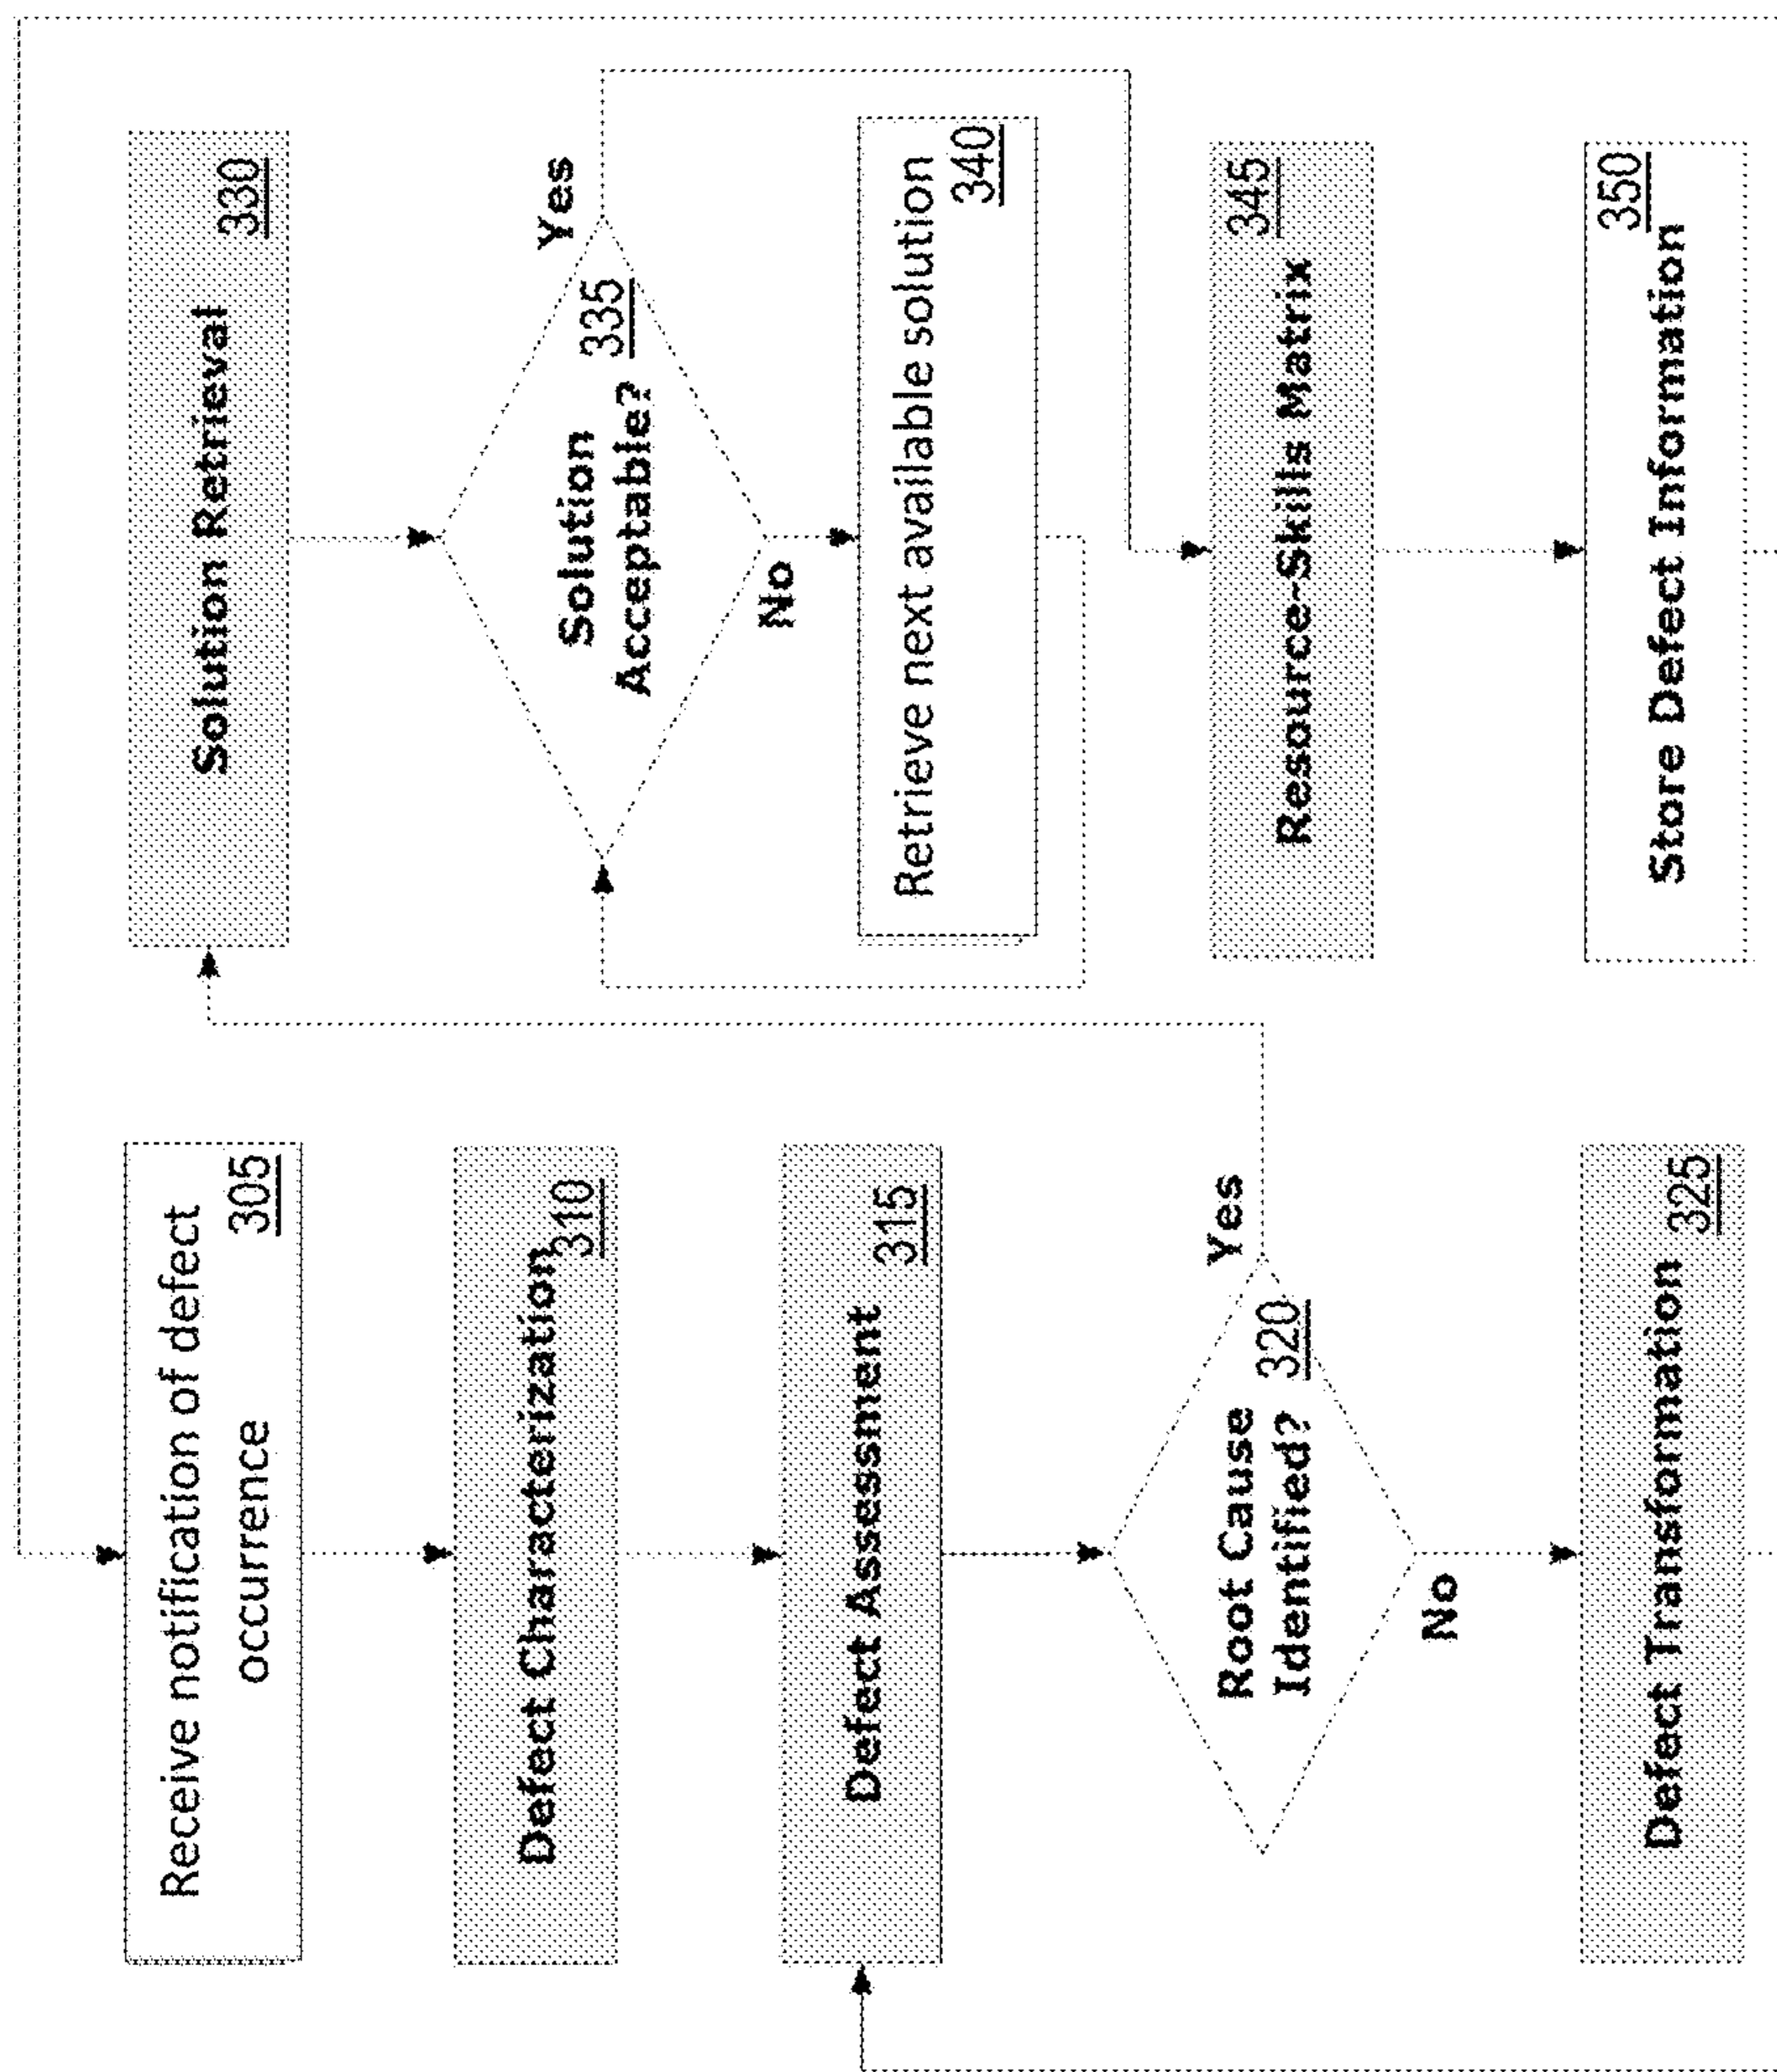 Receive notification of defect
occurrence
305
Defect Characterization
310
Defect Assessment
315
Root Cause
Identified?
320
Yes
No
Defect Transformation
325
Solution Retrieval
330
Solution
Acceptable?
335
Yes
No
Retrieve next available solution
340
Resource-Skills Matrix
345
Store Defect Information
350